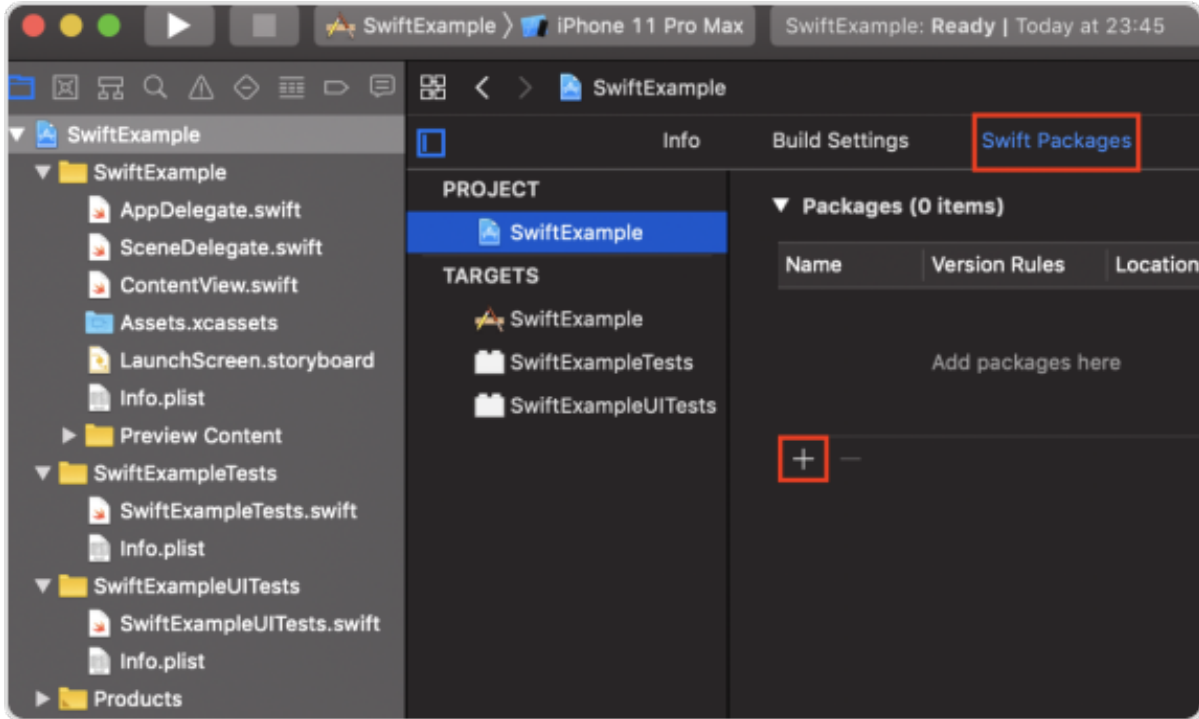 SwiftExample
iPhone 11 Pro Max
SwiftExample: Ready | Today at 23:45
SwiftExample
SwiftExample
AppDelegate.swift
SceneDelegate.swift
ContentView.swift
Assets.xcassets
LaunchScreen.storyboard
Info.plist
Preview Content
SwiftExampleTests
SwiftExampleTests.swift
Info.plist
SwiftExampleUITests
SwiftExampleUITests.swift
Info.plist
Products
SwiftExample
Info
Build Settings
Swift Packages
PROJECT
SwiftExample
TARGETS
SwiftExample
SwiftExampleTests
SwiftExampleUITests
Packages (0 items)
Name
Version Rules
Location
Add packages here